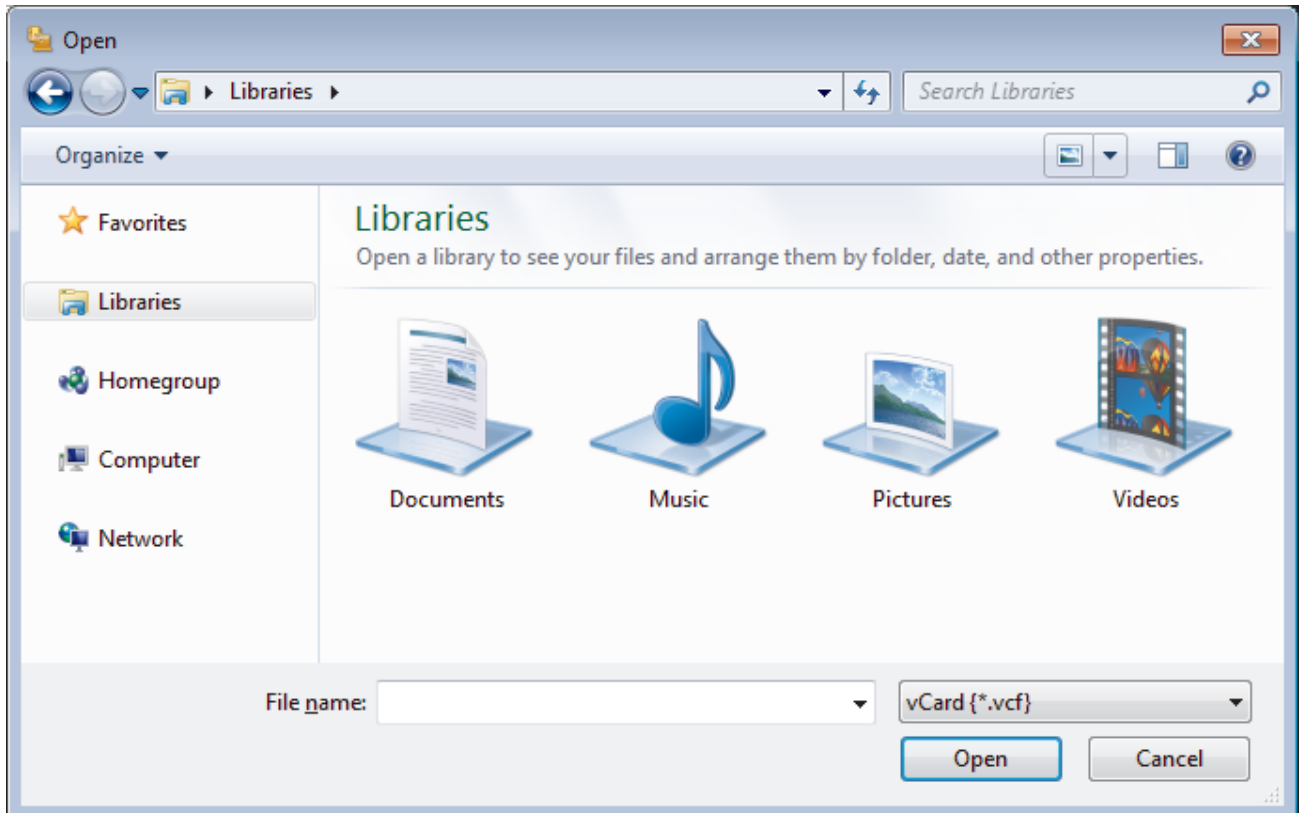 Open
Libraries
Search Libraries
Organize
Favorites
Libraries
Homegroup
Computer
Network
Libraries
Open a library to see your files and arrange them by folder, date, and other properties.
Documents Music Pictures Videos
File name: vCard {*.vcf}
Open Cancel